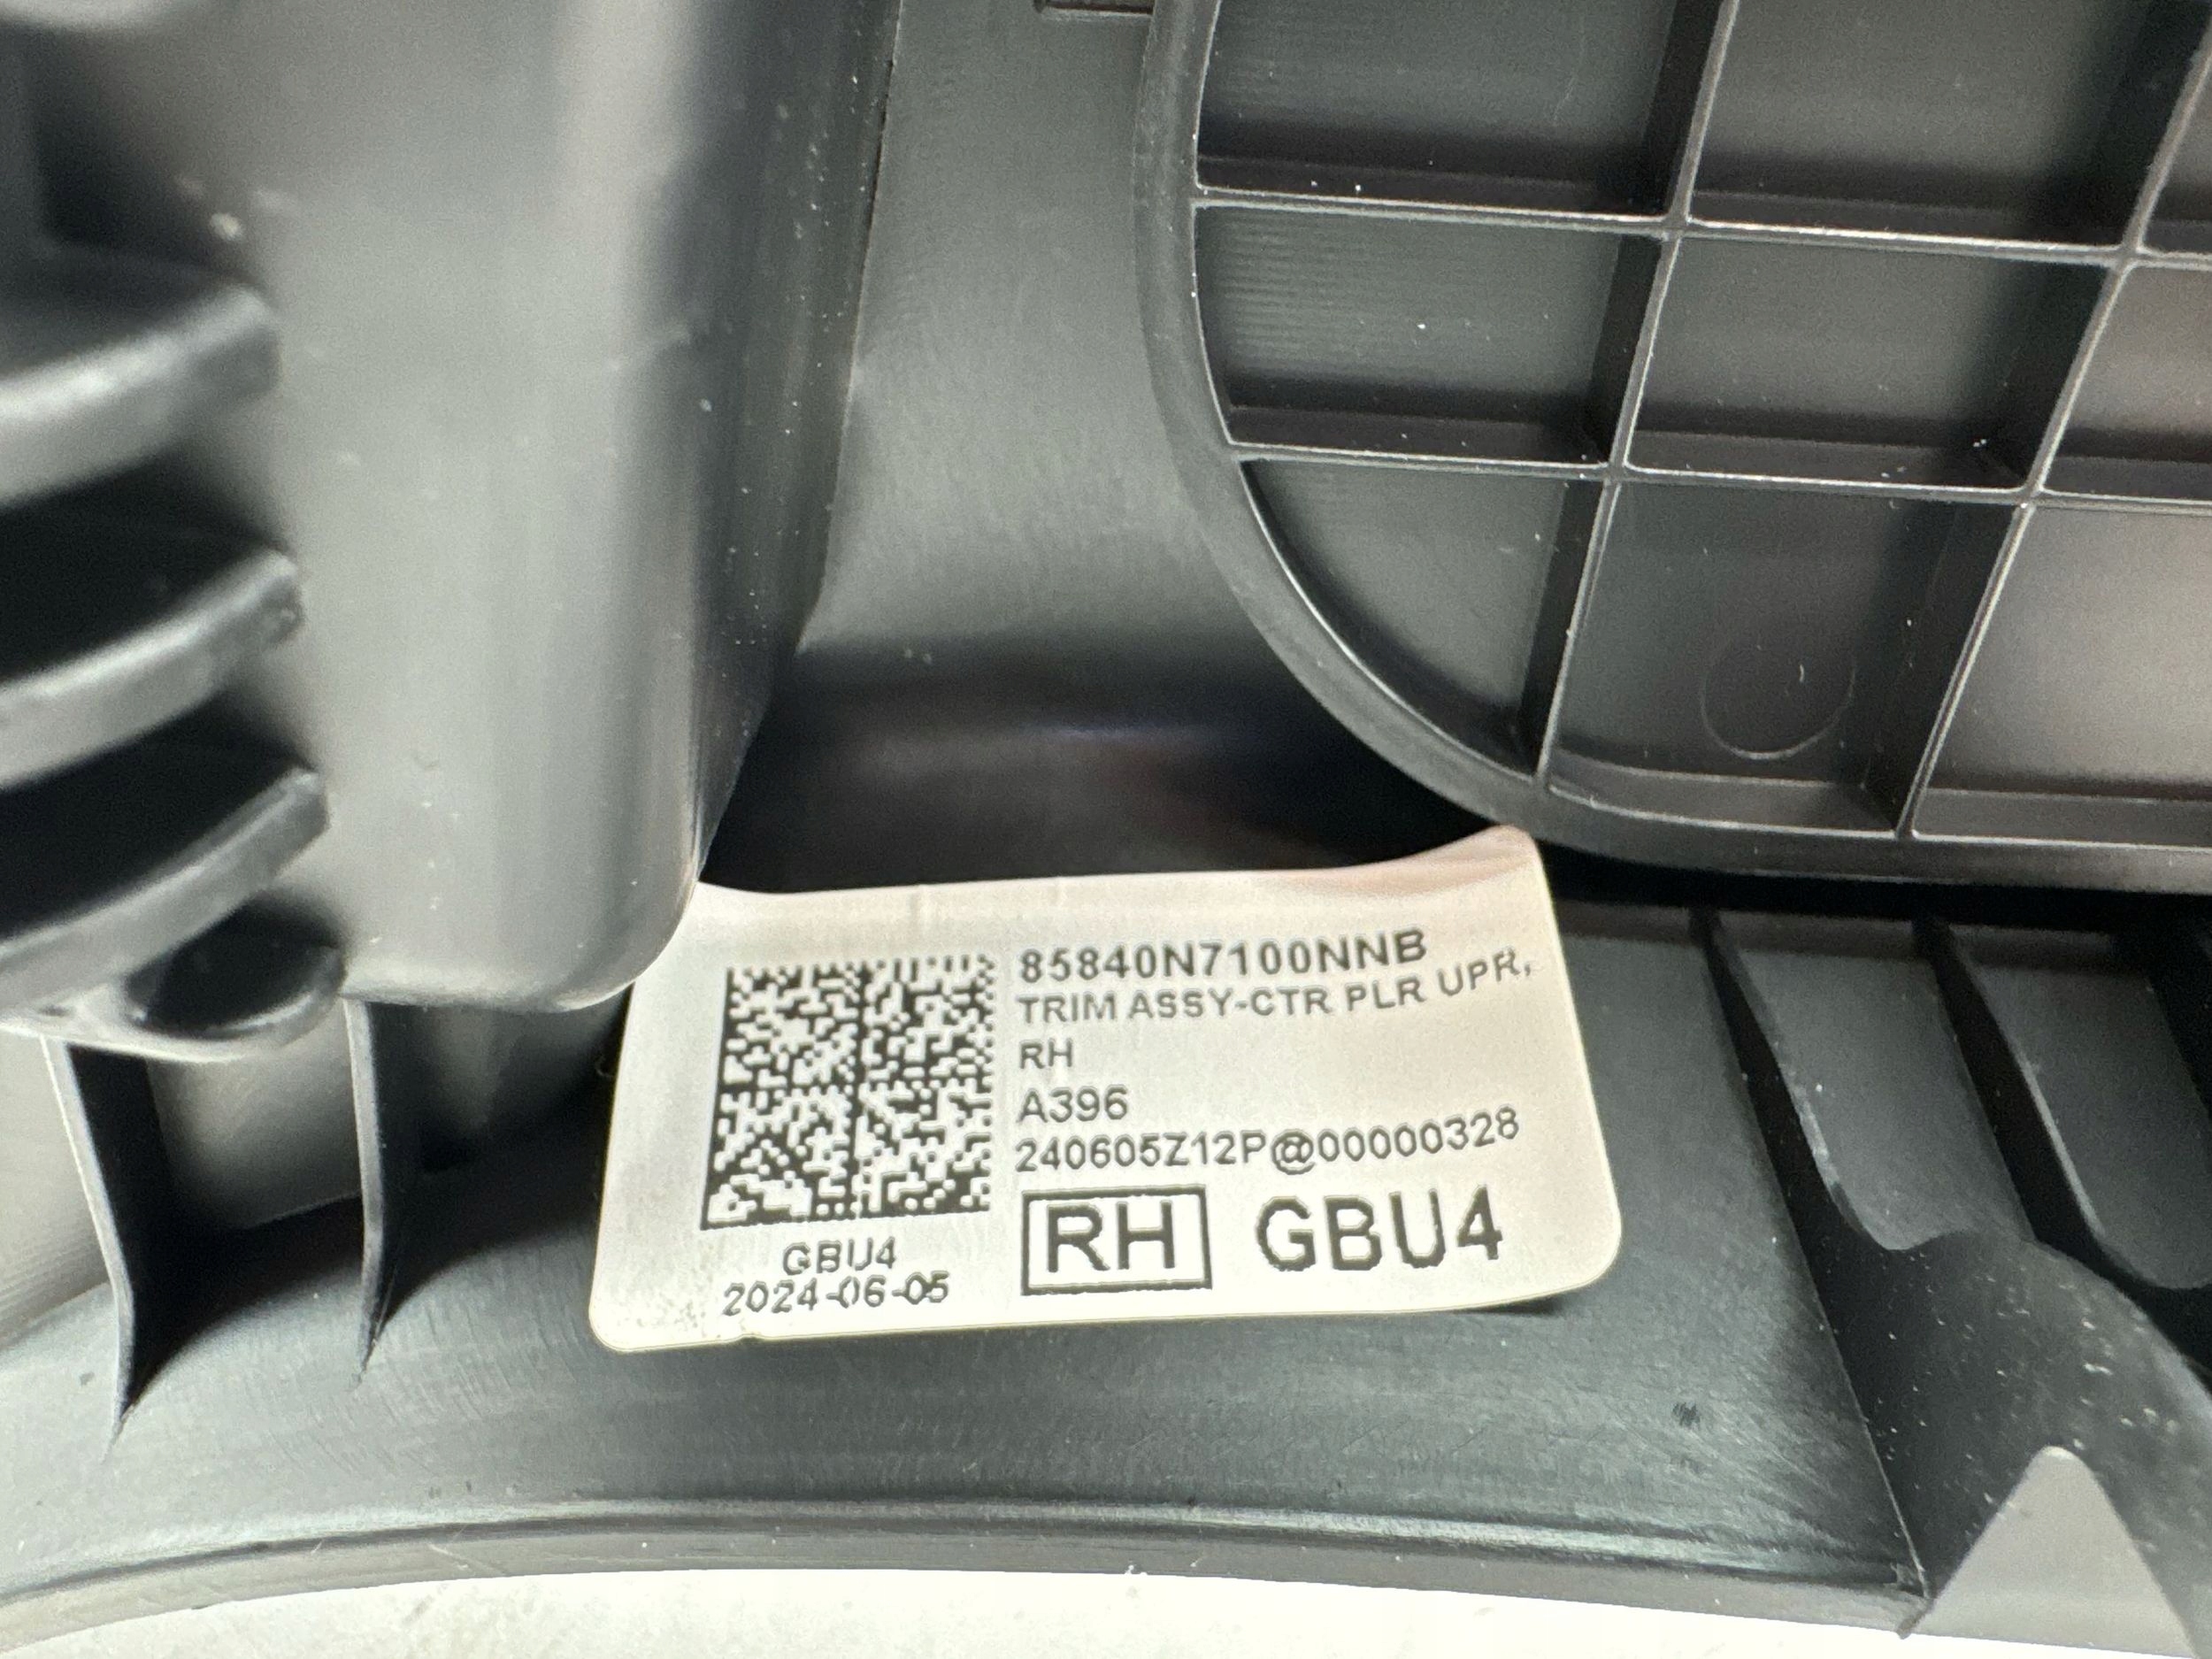 85840N7100NNB
TRIM ASSY-CTR PLR UPR,
RH
A396
240605Z12P@00000328
RH GBU4
GBU4
2024-06-05